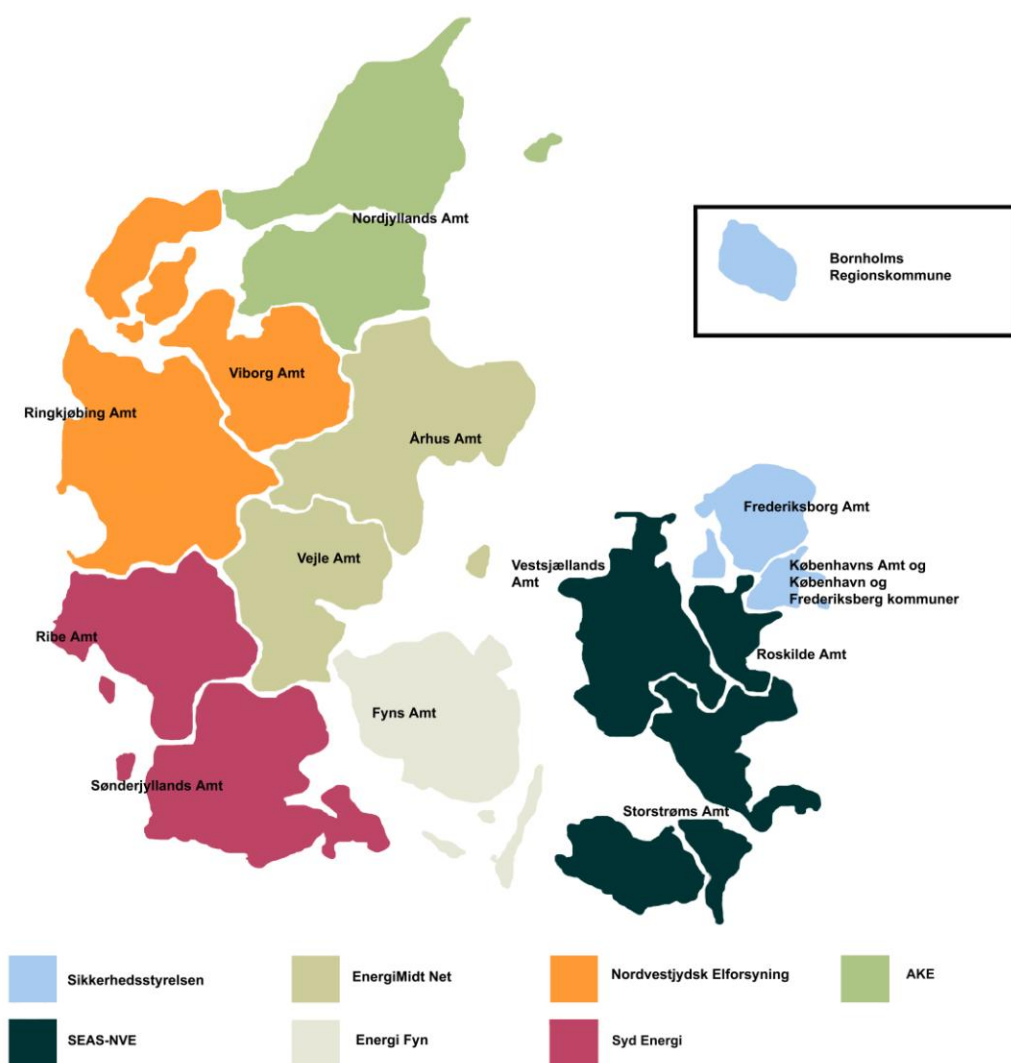 Nordjyllands Amt
Bornholms
Regionskommune
Viborg Amt
Ringkjøbing Amt
Århus Amt
Frederiksborg Amt
Vejle Amt
Vestsjællands
Amt
Københavns Amt og
København og
Frederiksberg kommuner
Ribe Amt
Roskilde Amt
Fyns Amt
Sønderjyllands Amt
Storstrøms Amt
Sikkerhedsstyrelsen
EnergiMidt Net
Nordvestjydsk Elforsyning
AKE
SEAS-NVE
Energi Fyn
Syd Energi